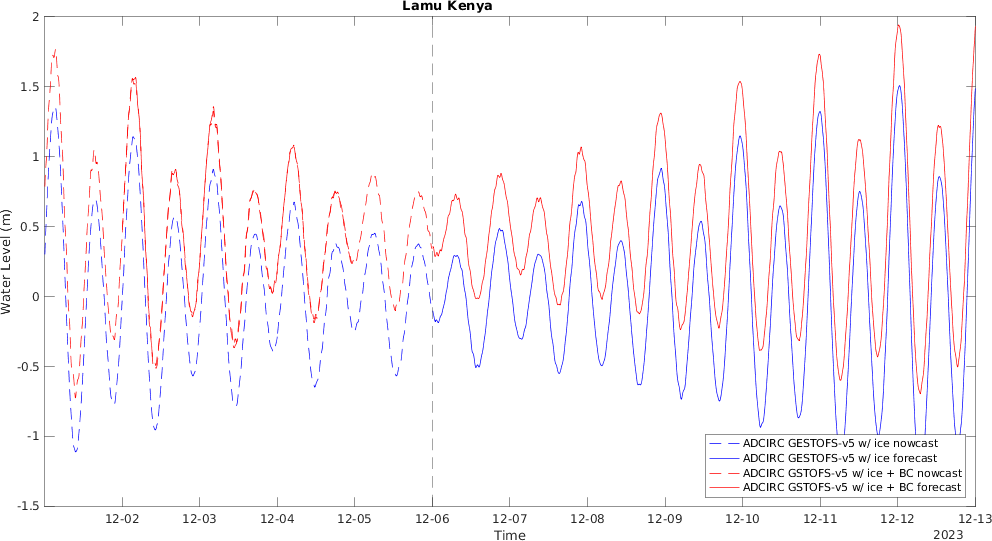 Lamu Kenya
2
1.5
1
0.5
0
-0.5
-1
-1.5
Water Level (m)
12-02 12-03 12-04 12-05 12-06 12-07 12-08 12-09 12-10 12-11 12-12 12-13
Time
2023
ADCIRC GESTOFS-v5 w/ ice nowcast
ADCIRC GESTOFS-v5 w/ ice forecast
ADCIRC GSTOFS-v5 w/ ice + BC nowcast
ADCIRC GSTOFS-v5 w/ ice + BC forecast